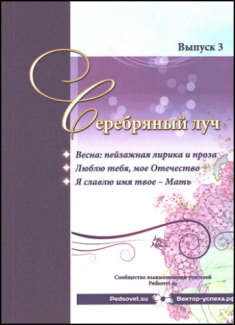 Выпуск 3
Серебряный луч
Весна: пейзажная лирика и проза
Люблю тебя, мое Отечество
Я славлю имя твое – Мать
Сообщество взаимопомощи учителей
Pedsovet.su
Pedsovet.su
Вектор-успеха.рф